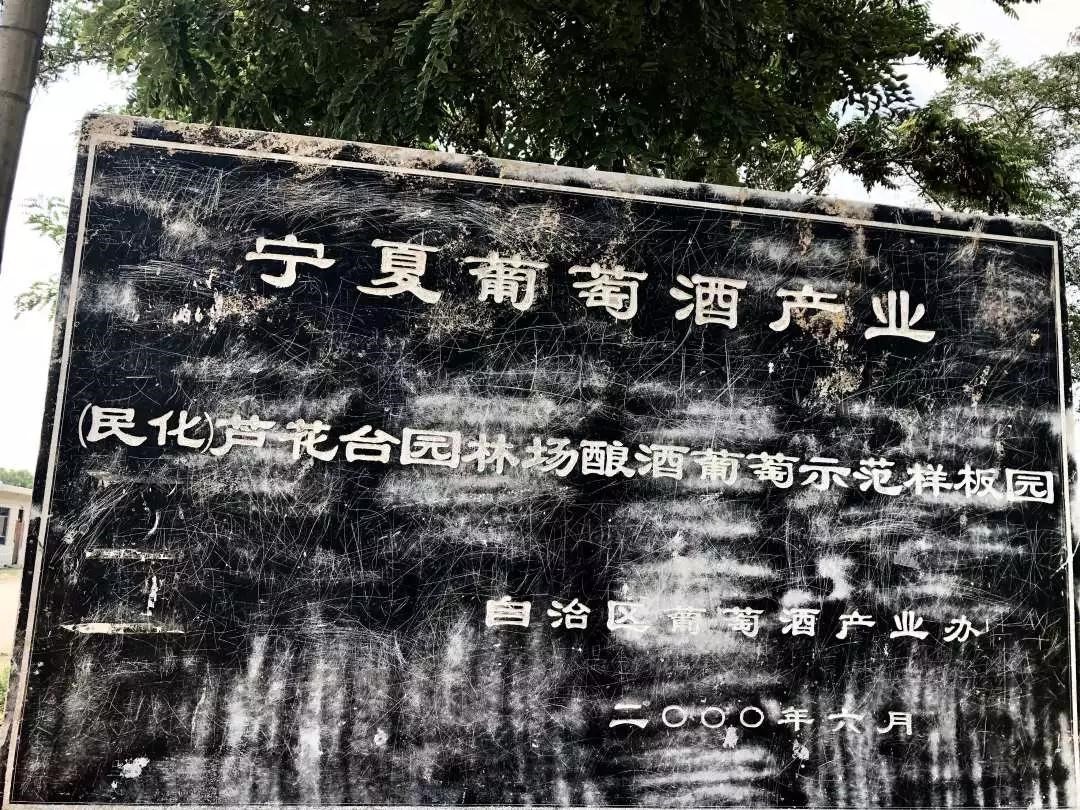 宁夏葡萄酒产业
(民化)芦花台园林场酿酒葡萄示范样板园
自治区葡萄酒产业办
二〇〇〇年六月